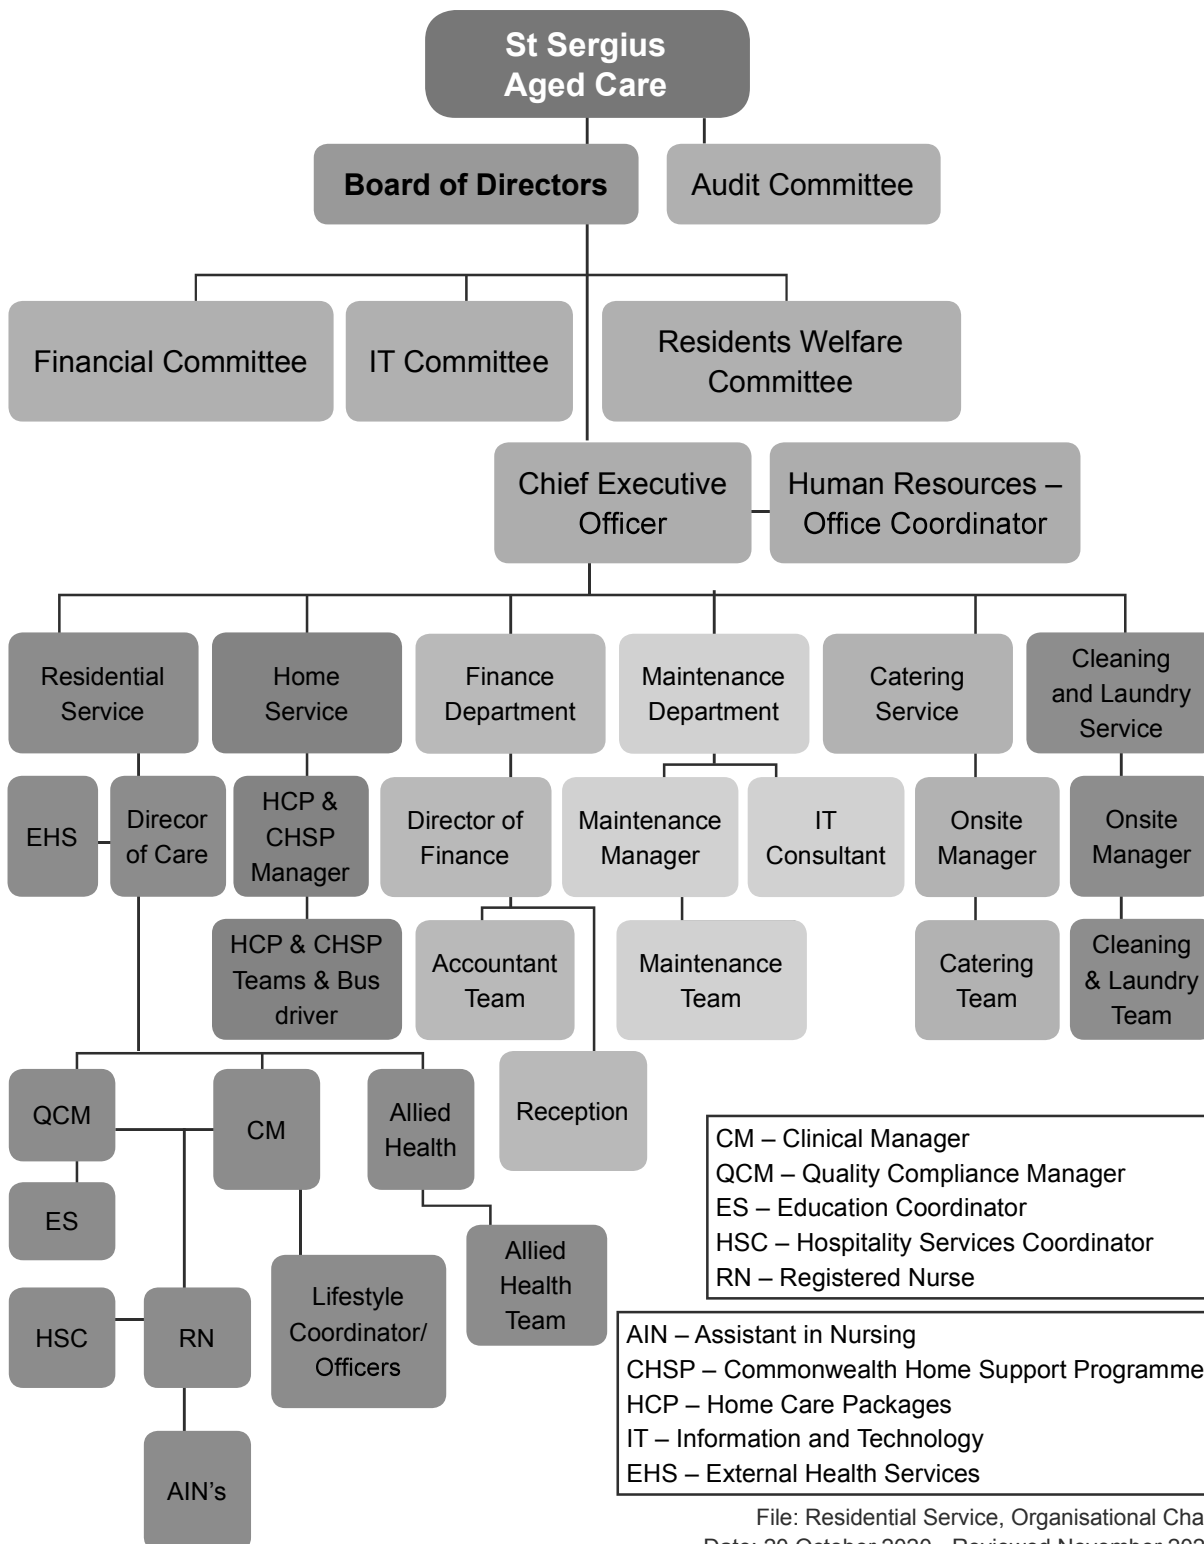 St Sergius
Aged Care
Board of Directors
Audit Committee
Financial Committee
IT Committee
Residents Welfare
Committee
Chief Executive
Officer
Human Resources –
Office Coordinator
Residential
Service
Home
Service
Finance
Department
Maintenance
Department
Catering
Service
Cleaning
and Laundry
Service
EHS
Direcor
of Care
HCP &
CHSP
Manager
Director of
Finance
Maintenance
Manager
IT
Consultant
Onsite
Manager
Onsite
Manager
HCP & CHSP
Teams & Bus
driver
Accountant
Team
Maintenance
Team
Catering
Team
Cleaning
& Laundry
Team
QCM
CM
Allied
Health
Reception
ES
Allied
Health
Team
HSC
RN
Lifestyle
Coordinator/
Officers
AIN's
CM – Clinical Manager
QCM – Quality Compliance Manager
ES – Education Coordinator
HSC – Hospitality Services Coordinator
RN – Registered Nurse
AIN – Assistant in Nursing
CHSP – Commonwealth Home Support Programme
HCP – Home Care Packages
IT – Information and Technology
EHS – External Health Services
File: Residential Service, Organisational Cha